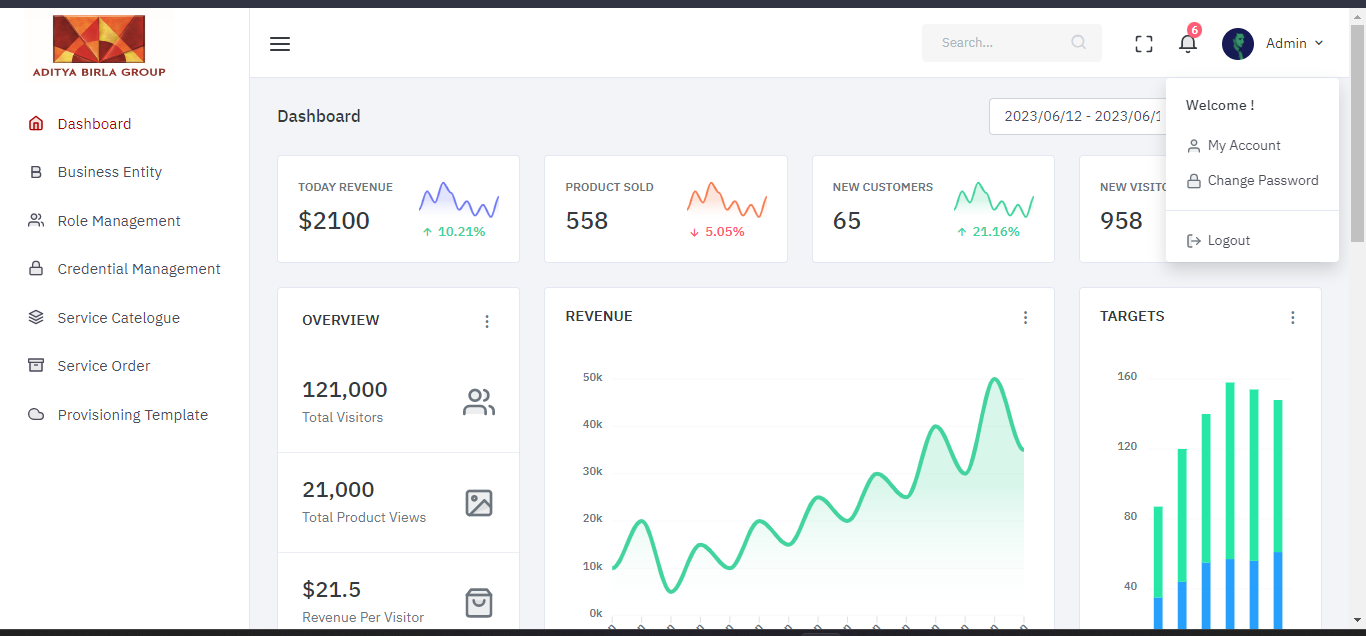 ADITYA BIRLA GROUP
Dashboard
Business Entity
Role Management
Credential Management
Service Catelogue
Service Order
Provisioning Template
Search...
6
Admin
Welcome !
My Account
Change Password
Logout
Dashboard
2023/06/12 - 2023/06/1
TODAY REVENUE
$2100
10.21%
PRODUCT SOLD
558
5.05%
NEW CUSTOMERS
65
21.16%
NEW VISITO
958
OVERVIEW
121,000
Total Visitors
21,000
Total Product Views
$21.5
Revenue Per Visitor
REVENUE
50k
40k
30k
20k
10k
0k
TARGETS
160
120
80
40